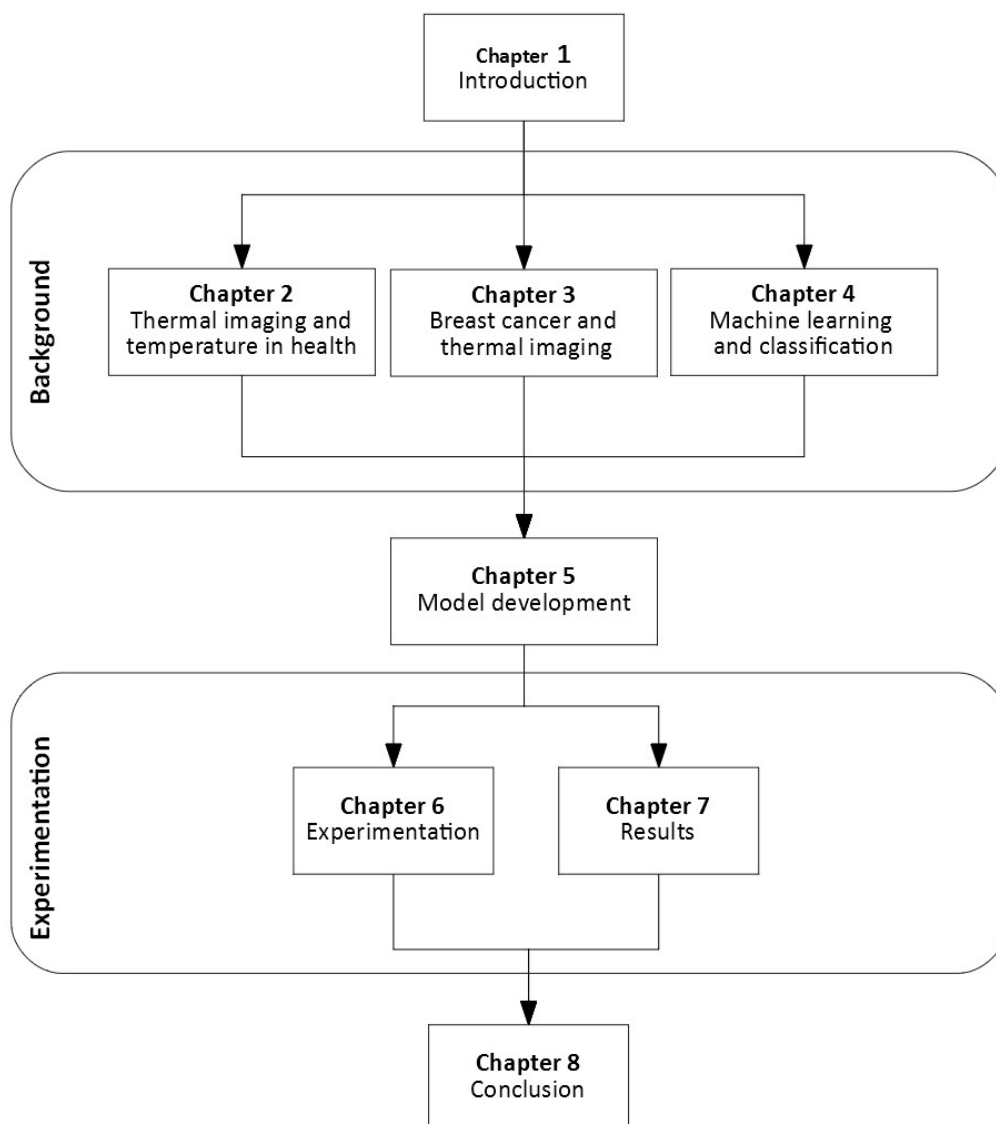 Chapter 1
Introduction
Background
Chapter 2
Thermal imaging and
temperature in health
Chapter 3
Breast cancer and
thermal imaging
Chapter 4
Machine learning
and classification
Chapter 5
Model development
Experimentation
Chapter 6
Experimentation
Chapter 7
Results
Chapter 8
Conclusion